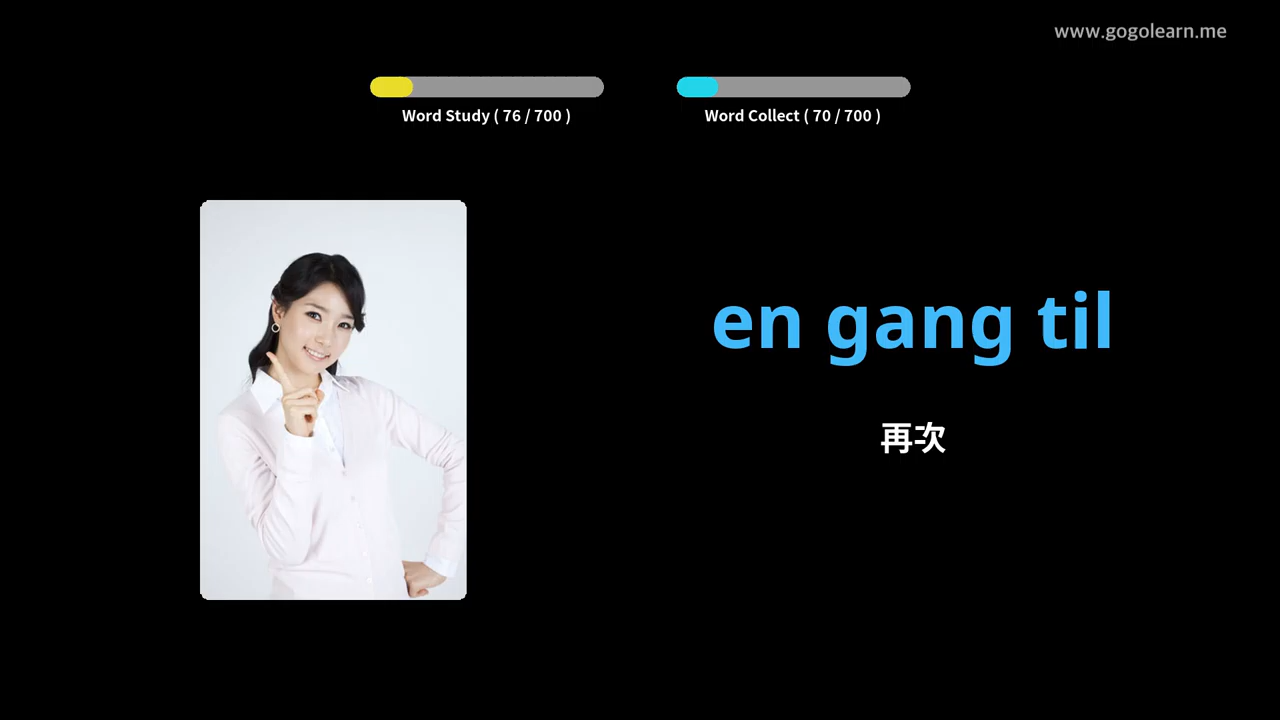 www.gogolearn.me
Word Study ( 76 / 700 )
Word Collect ( 70 / 700 )
en gang til
再次